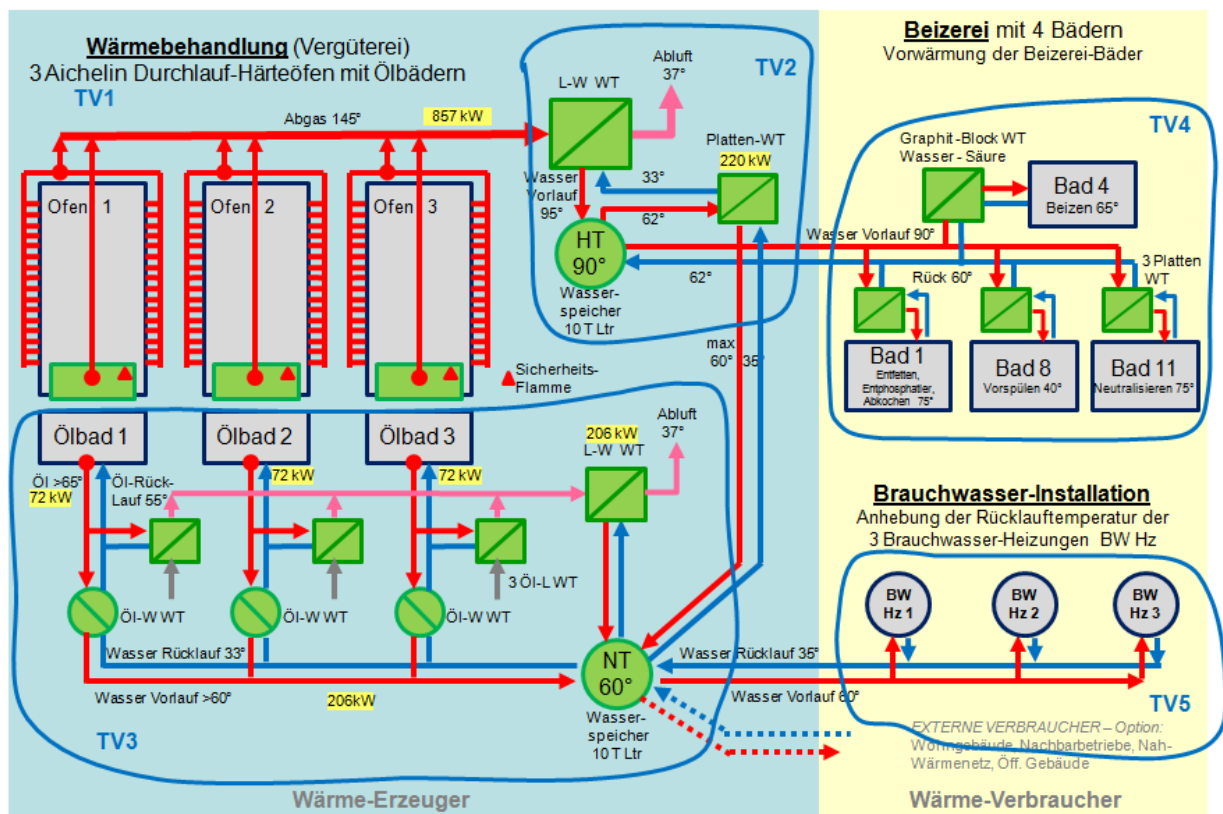 Wärmebehandlung (Vergüterei)
3 Aichelin Durchlauf-Härteöfen mit Ölbädern
TV1
Abgas 145°
857 kW
Ofen 1
Ofen 2
Ofen 3
Sicherheits-
Flamme
TV2
L-W WT
Abluft
37°
Platten-WT
220 kW
Wasser
Vorlauf
95°
33°
62°
HT
90°
Wasser-
speicher
10 T Ltr
62°
max
60°
35°
Beizerei mit 4 Bädern
Vorwärmung der Beizerei-Bäder
TV4
Graphit-Block WT
Wasser - Säure
Bad 4
Beizen 65°
Wasser Vorlauf 90°
Rück 60°
3 Platten
WT
Bad 1
Entfetten,
Entphosphatier,
Abkochen 75°
Bad 8
Vorspülen 40°
Bad 11
Neutralisieren 75°
Ölbad 1
Ölbad 2
Ölbad 3
Öl >65°
72 kW
Öl-Rück-
Lauf 55°
72 kW
72 kW
206 kW
L-W WT
Abluft
37°
3 Öl-L WT
Öl-W WT
Öl-W WT
Öl-W WT
Wasser Rücklauf 33°
Wasser Vorlauf >60°
206kW
NT
60°
Wasser-
speicher
10 T Ltr
TV3
Wärme-Erzeuger
Brauchwasser-Installation
Anhebung der Rücklauftemperatur der
3 Brauchwasser-Heizungen BW Hz
BW
Hz 1
BW
Hz 2
BW
Hz 3
Wasser Rücklauf 35°
Wasser Vorlauf 60°
TV5
EXTERNE VERBRAUCHER – Option:
Wohngebäude, Nachbarbetriebe, Nah-
Wärmenetz, Öff. Gebäude
Wärme-Verbraucher